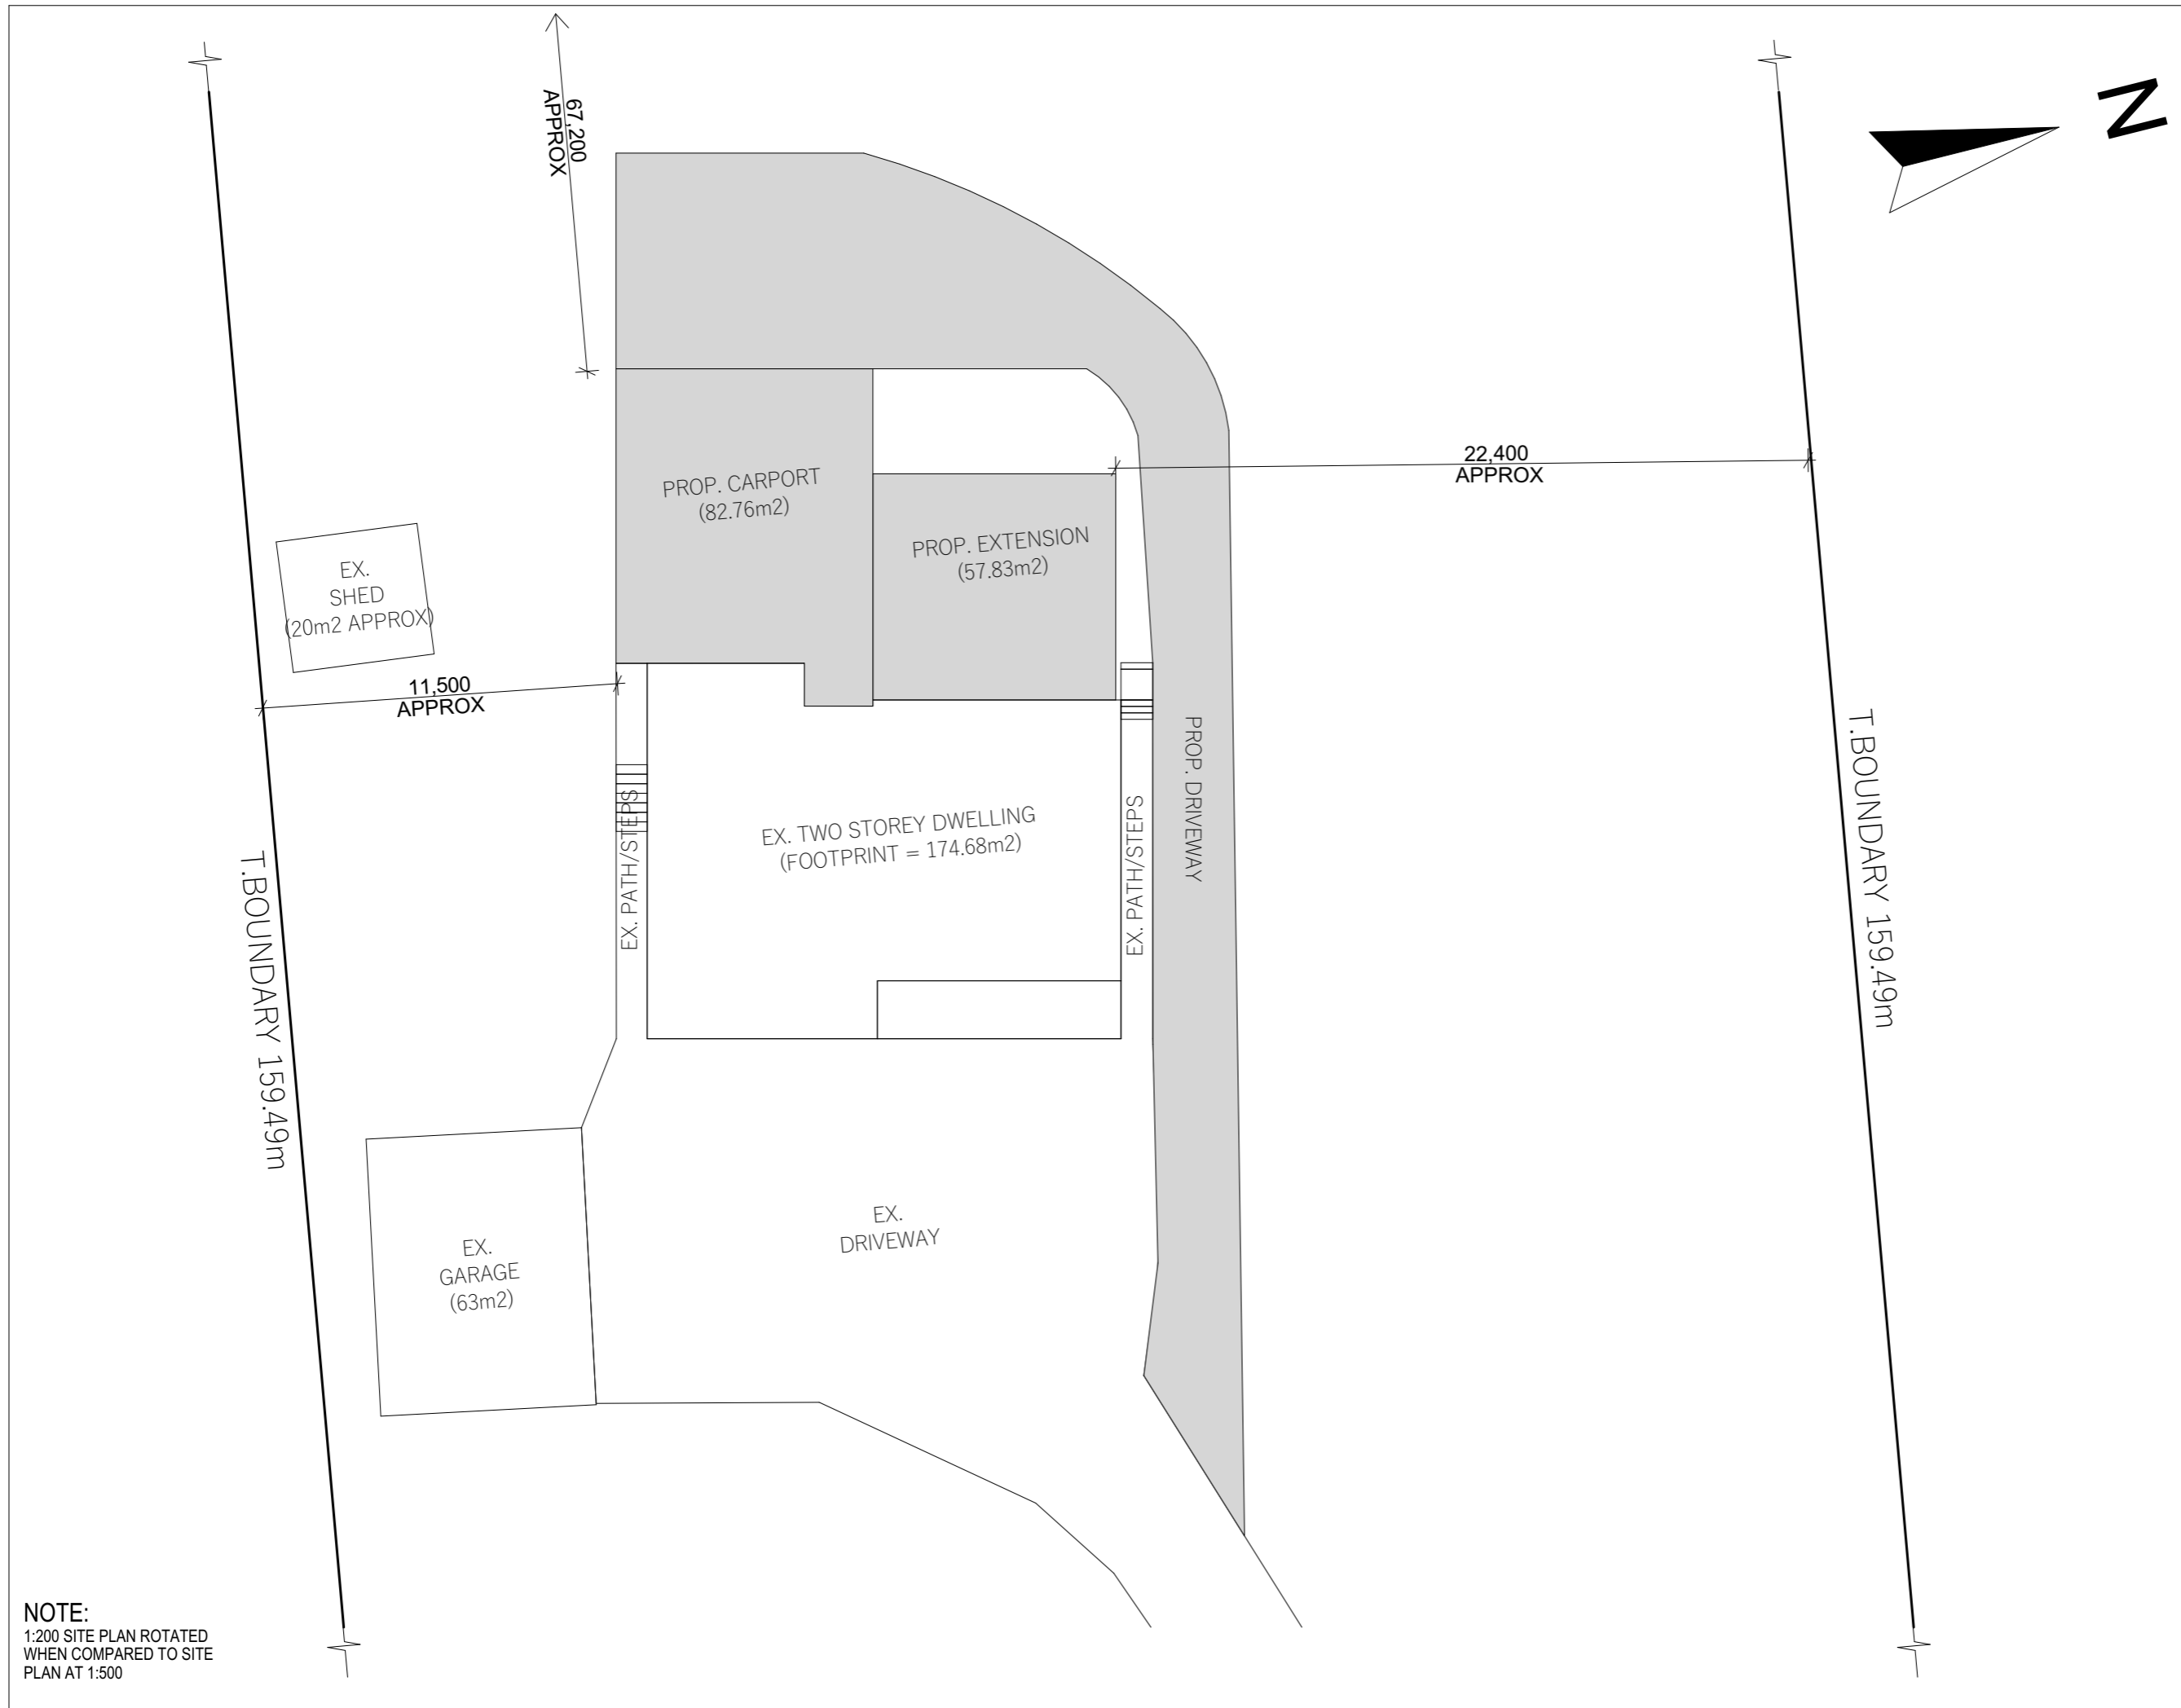 67,200
APPROX
N
22,400
APPROX
PROP. CARPORT
(82.76m2)
PROP. EXTENSION
(57.83m2)
EX.
SHED
(20m2 APPROX)
11,500
APPROX
PROP. DRIVEWAY
T.BOUNDARY 159.49m
EX. PATH/STEPS
EX. TWO STOREY DWELLING
(FOOTPRINT = 174.68m2)
EX. PATH/STEPS
T.BOUNDARY 159.49m
EX.
DRIVEWAY
EX.
GARAGE
(63m2)
NOTE:
1:200 SITE PLAN ROTATED
WHEN COMPARED TO SITE
PLAN AT 1:500